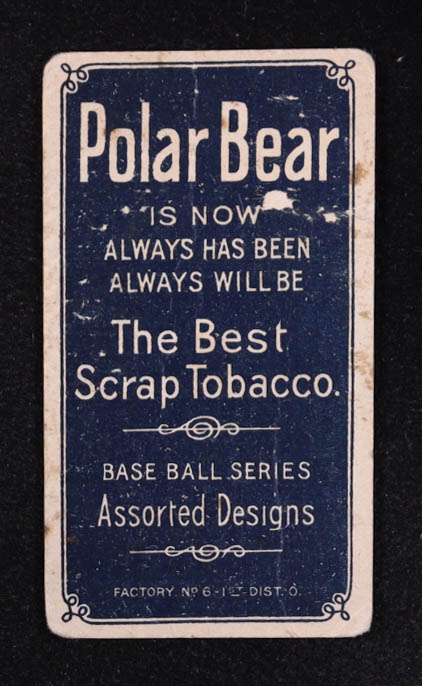 Polar Bear
IS NOW
ALWAYS HAS BEEN
ALWAYS WILL BE
The Best
Scrap Tobacco.
BASE BALL SERIES
Assorted Designs
FACTORY Nº 6-1ST DIST. O.